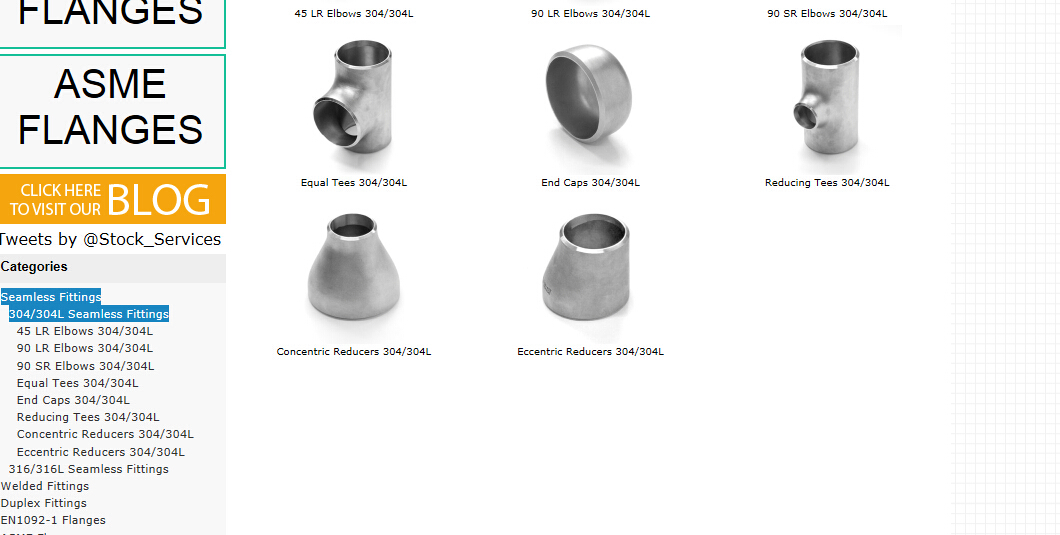 FLANGES
ASME
FLANGES
CLICK HERE
TO VISIT OUR BLOG
Tweets by @Stock_Services
Categories
Seamless Fittings
304/304L Seamless Fittings
45 LR Elbows 304/304L
90 LR Elbows 304/304L
90 SR Elbows 304/304L
Equal Tees 304/304L
End Caps 304/304L
Reducing Tees 304/304L
Concentric Reducers 304/304L
Eccentric Reducers 304/304L
316/316L Seamless Fittings
Welded Fittings
Duplex Fittings
EN1092-1 Flanges
45 LR Elbows 304/304L
90 LR Elbows 304/304L
90 SR Elbows 304/304L
Equal Tees 304/304L
End Caps 304/304L
Reducing Tees 304/304L
Concentric Reducers 304/304L
Eccentric Reducers 304/304L